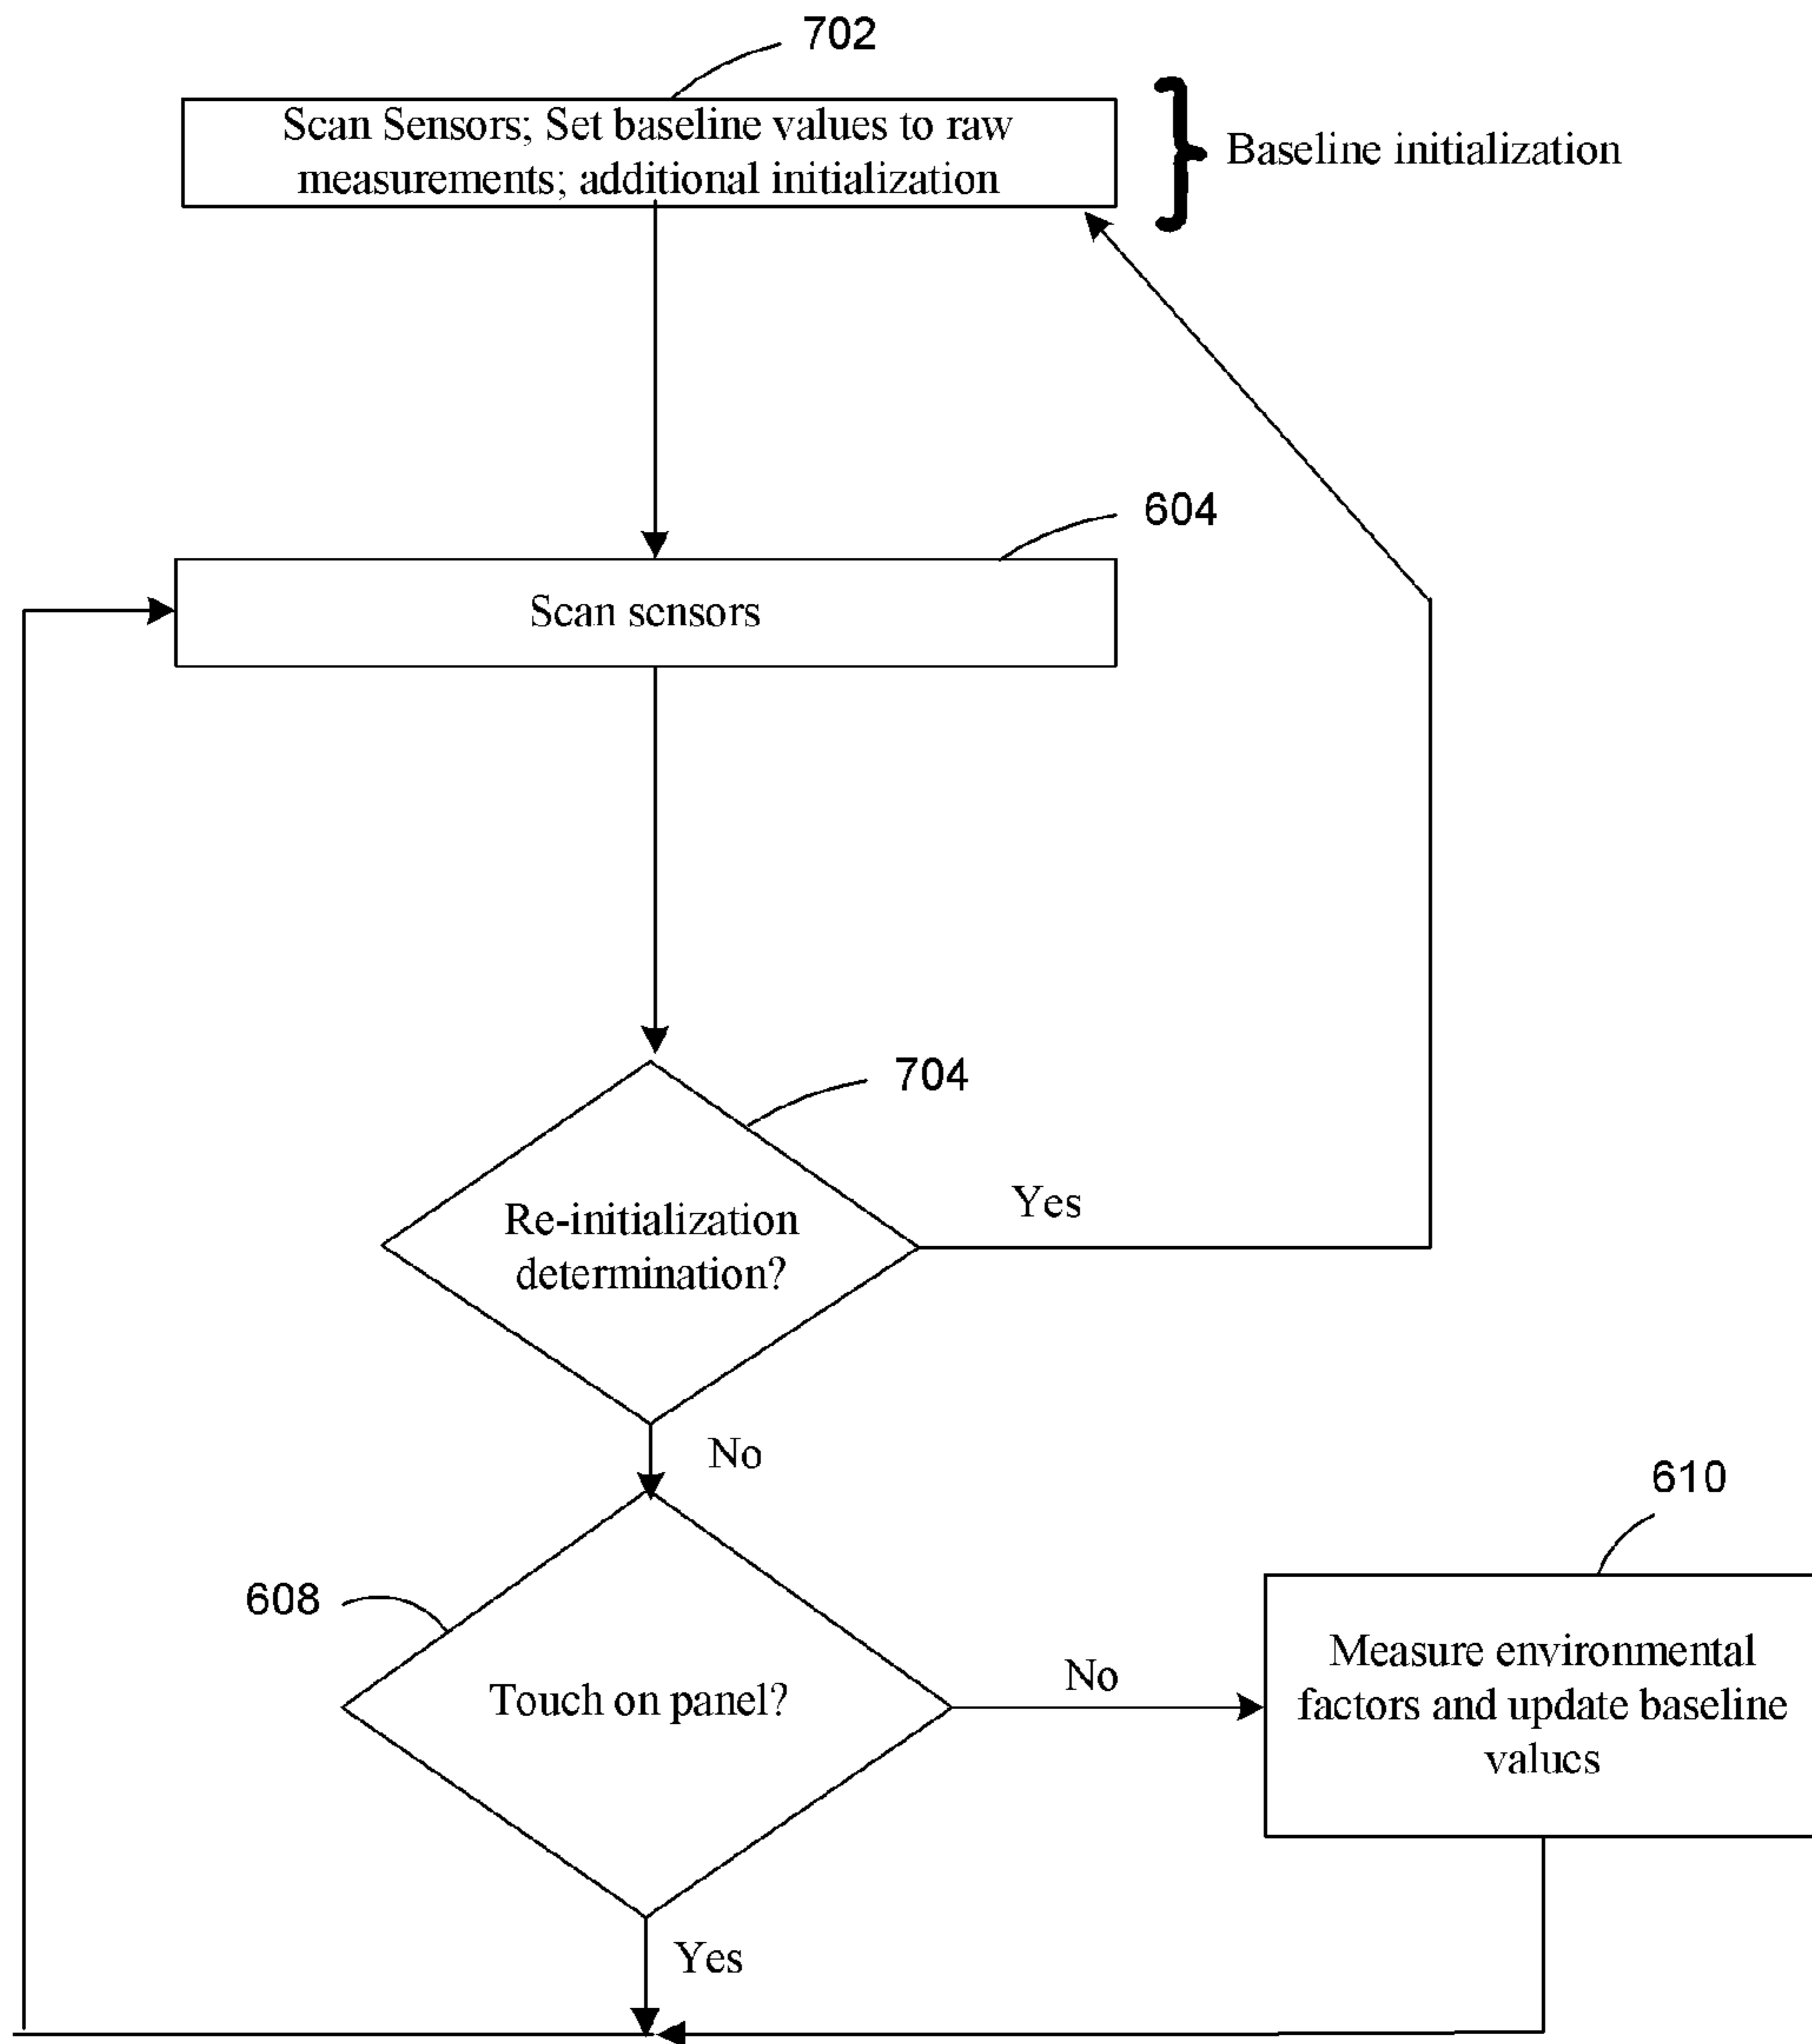 702
Scan Sensors; Set baseline values to raw
measurements; additional initialization
Baseline initialization
604
Scan sensors
704
Re-initialization
determination?
Yes
No
610
608
Touch on panel?
No
Measure environmental
factors and update baseline
values
Yes